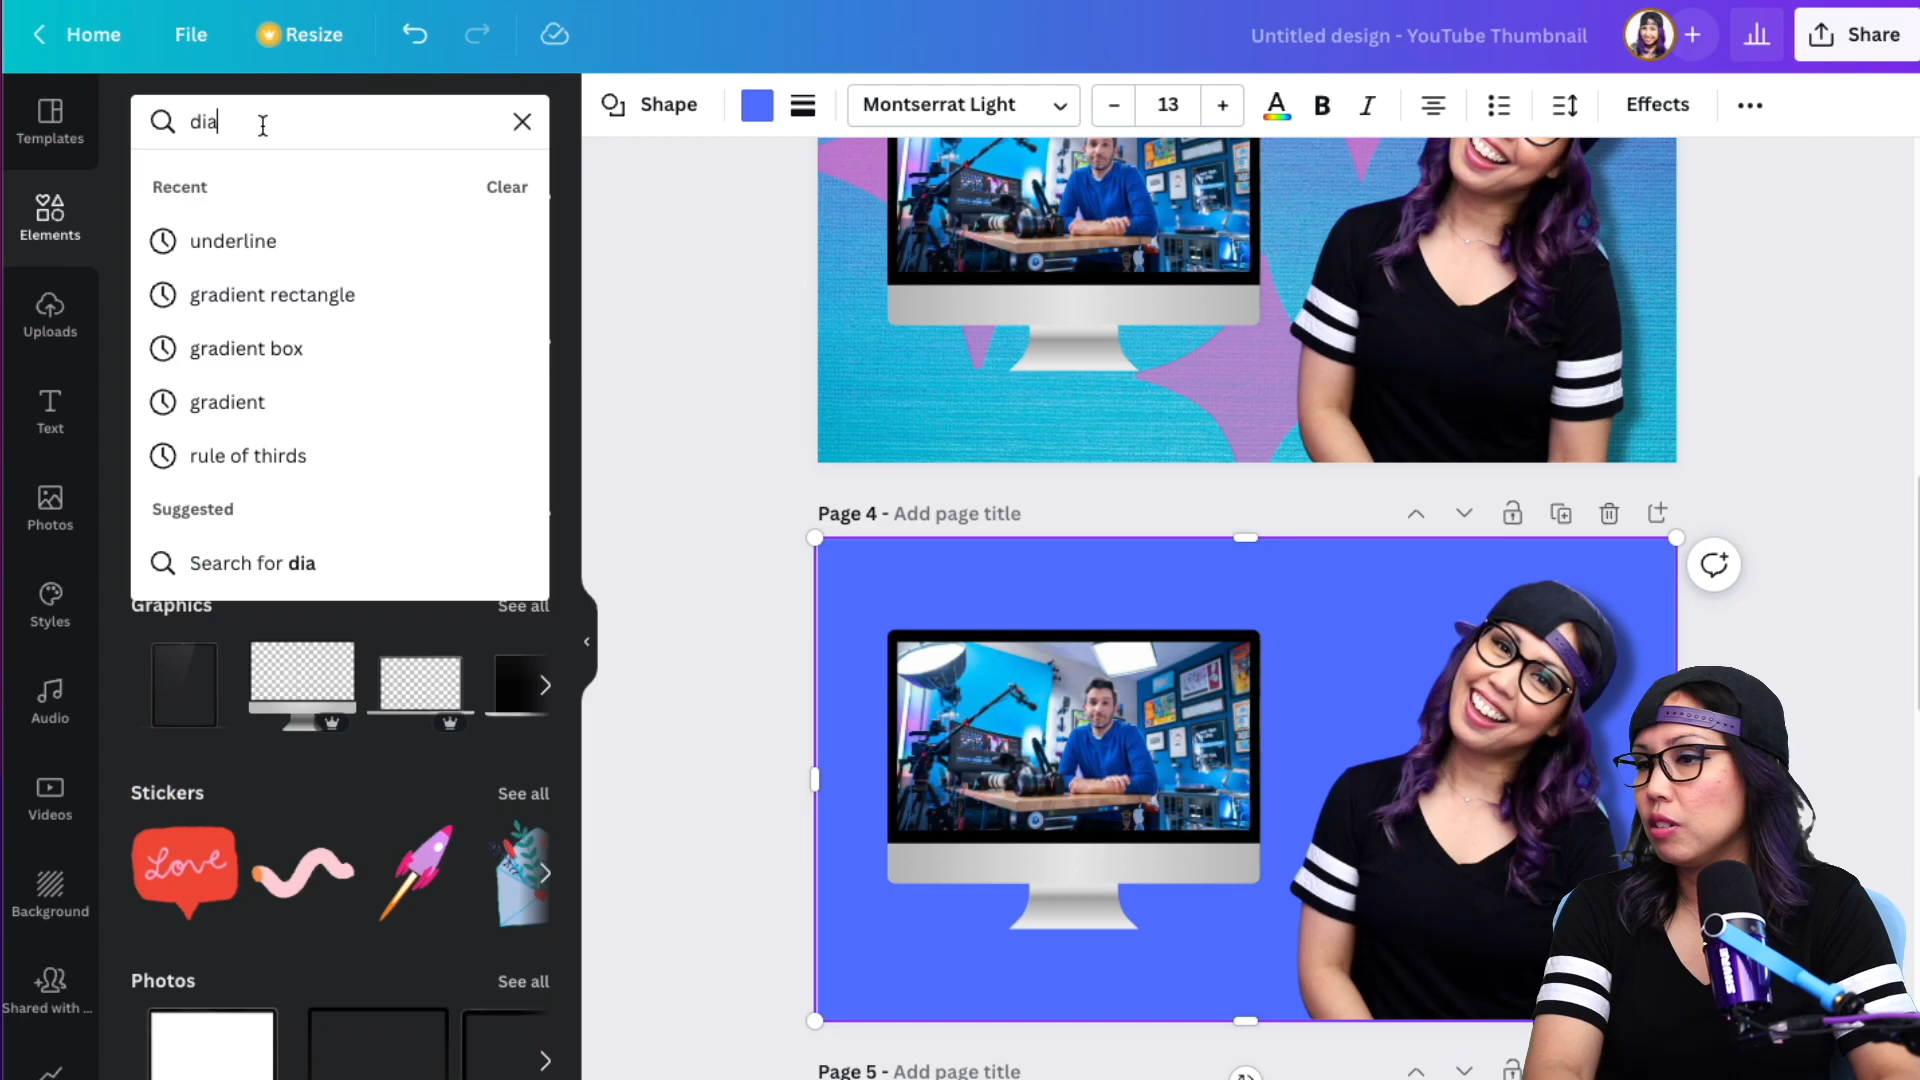 Home
File
Resize
Untitled design - YouTube Thumbnail
Share
Templates
Elements
Uploads
Text
Photos
Styles
Audio
Videos
Background
Shared with ...
dia
Recent
Clear
underline
gradient rectangle
gradient box
gradient
rule of thirds
Suggested
Search for dia
Graphics
See all
Stickers
See all
Love
Photos
See all
Shape
Montserrat Light
13
A
B
I
Effects
Page 4 - Add page title
Page 5 - Add page title